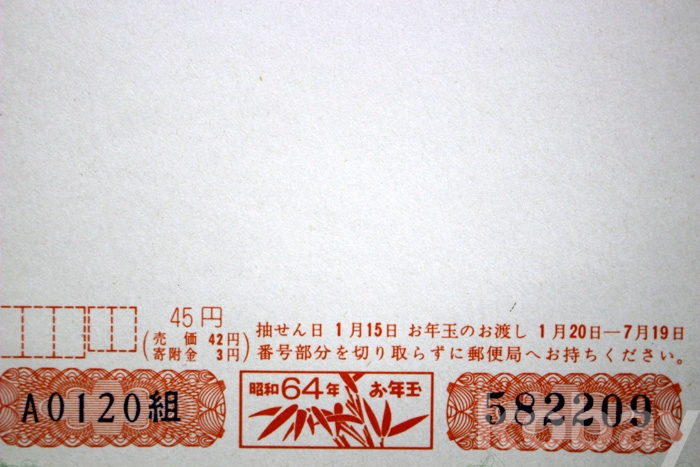 45円
(売価 42円
寄附金 3円)
抽せん日 1月15日 お年玉のお渡し 1月20日―7月19日
番号部分を切り取らずに郵便局へお持ちください。
A0120組
昭和64年 お年玉
582209